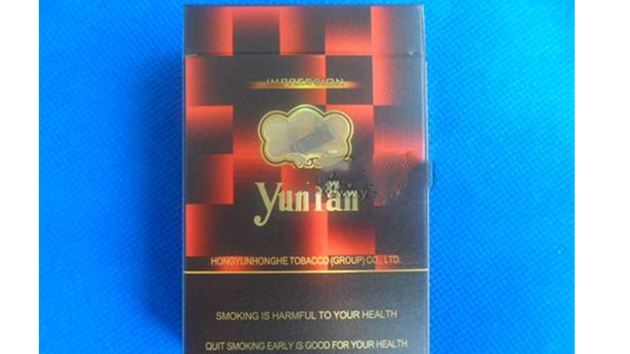 IMPRESSION
YunYan
HONGYUNHONGHE TOBACCO (GROUP) CO., LTD.
SMOKING IS HARMFUL TO YOUR HEALTH
QUIT SMOKING EARLY IS GOOD FOR YOUR HEALTH